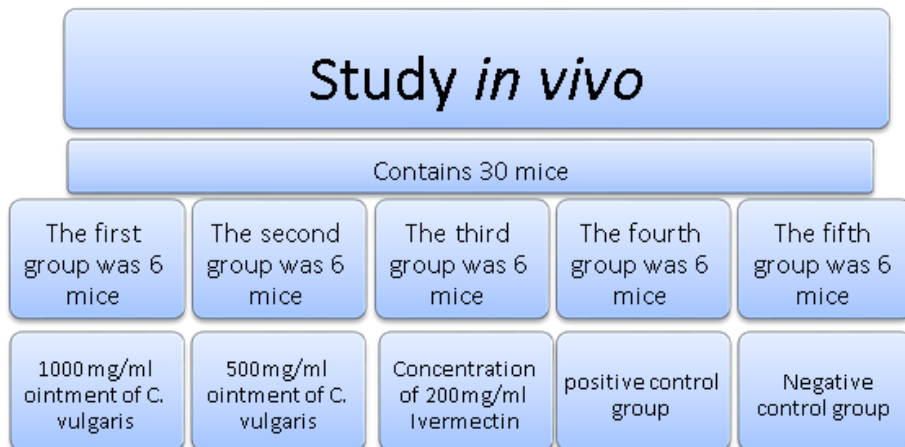 Study in vivo
Contains 30 mice
The first
group was 6
mice
The second
group was 6
mice
The third
group was 6
mice
The fourth
group was 6
mice
The fifth
group was 6
mice
1000mg/ml
ointment of C.
vulgaris
500mg/ml
ointment of C.
vulgaris
Concentration
of 200mg/ml
Ivermectin
positive control
group
Negative
control group